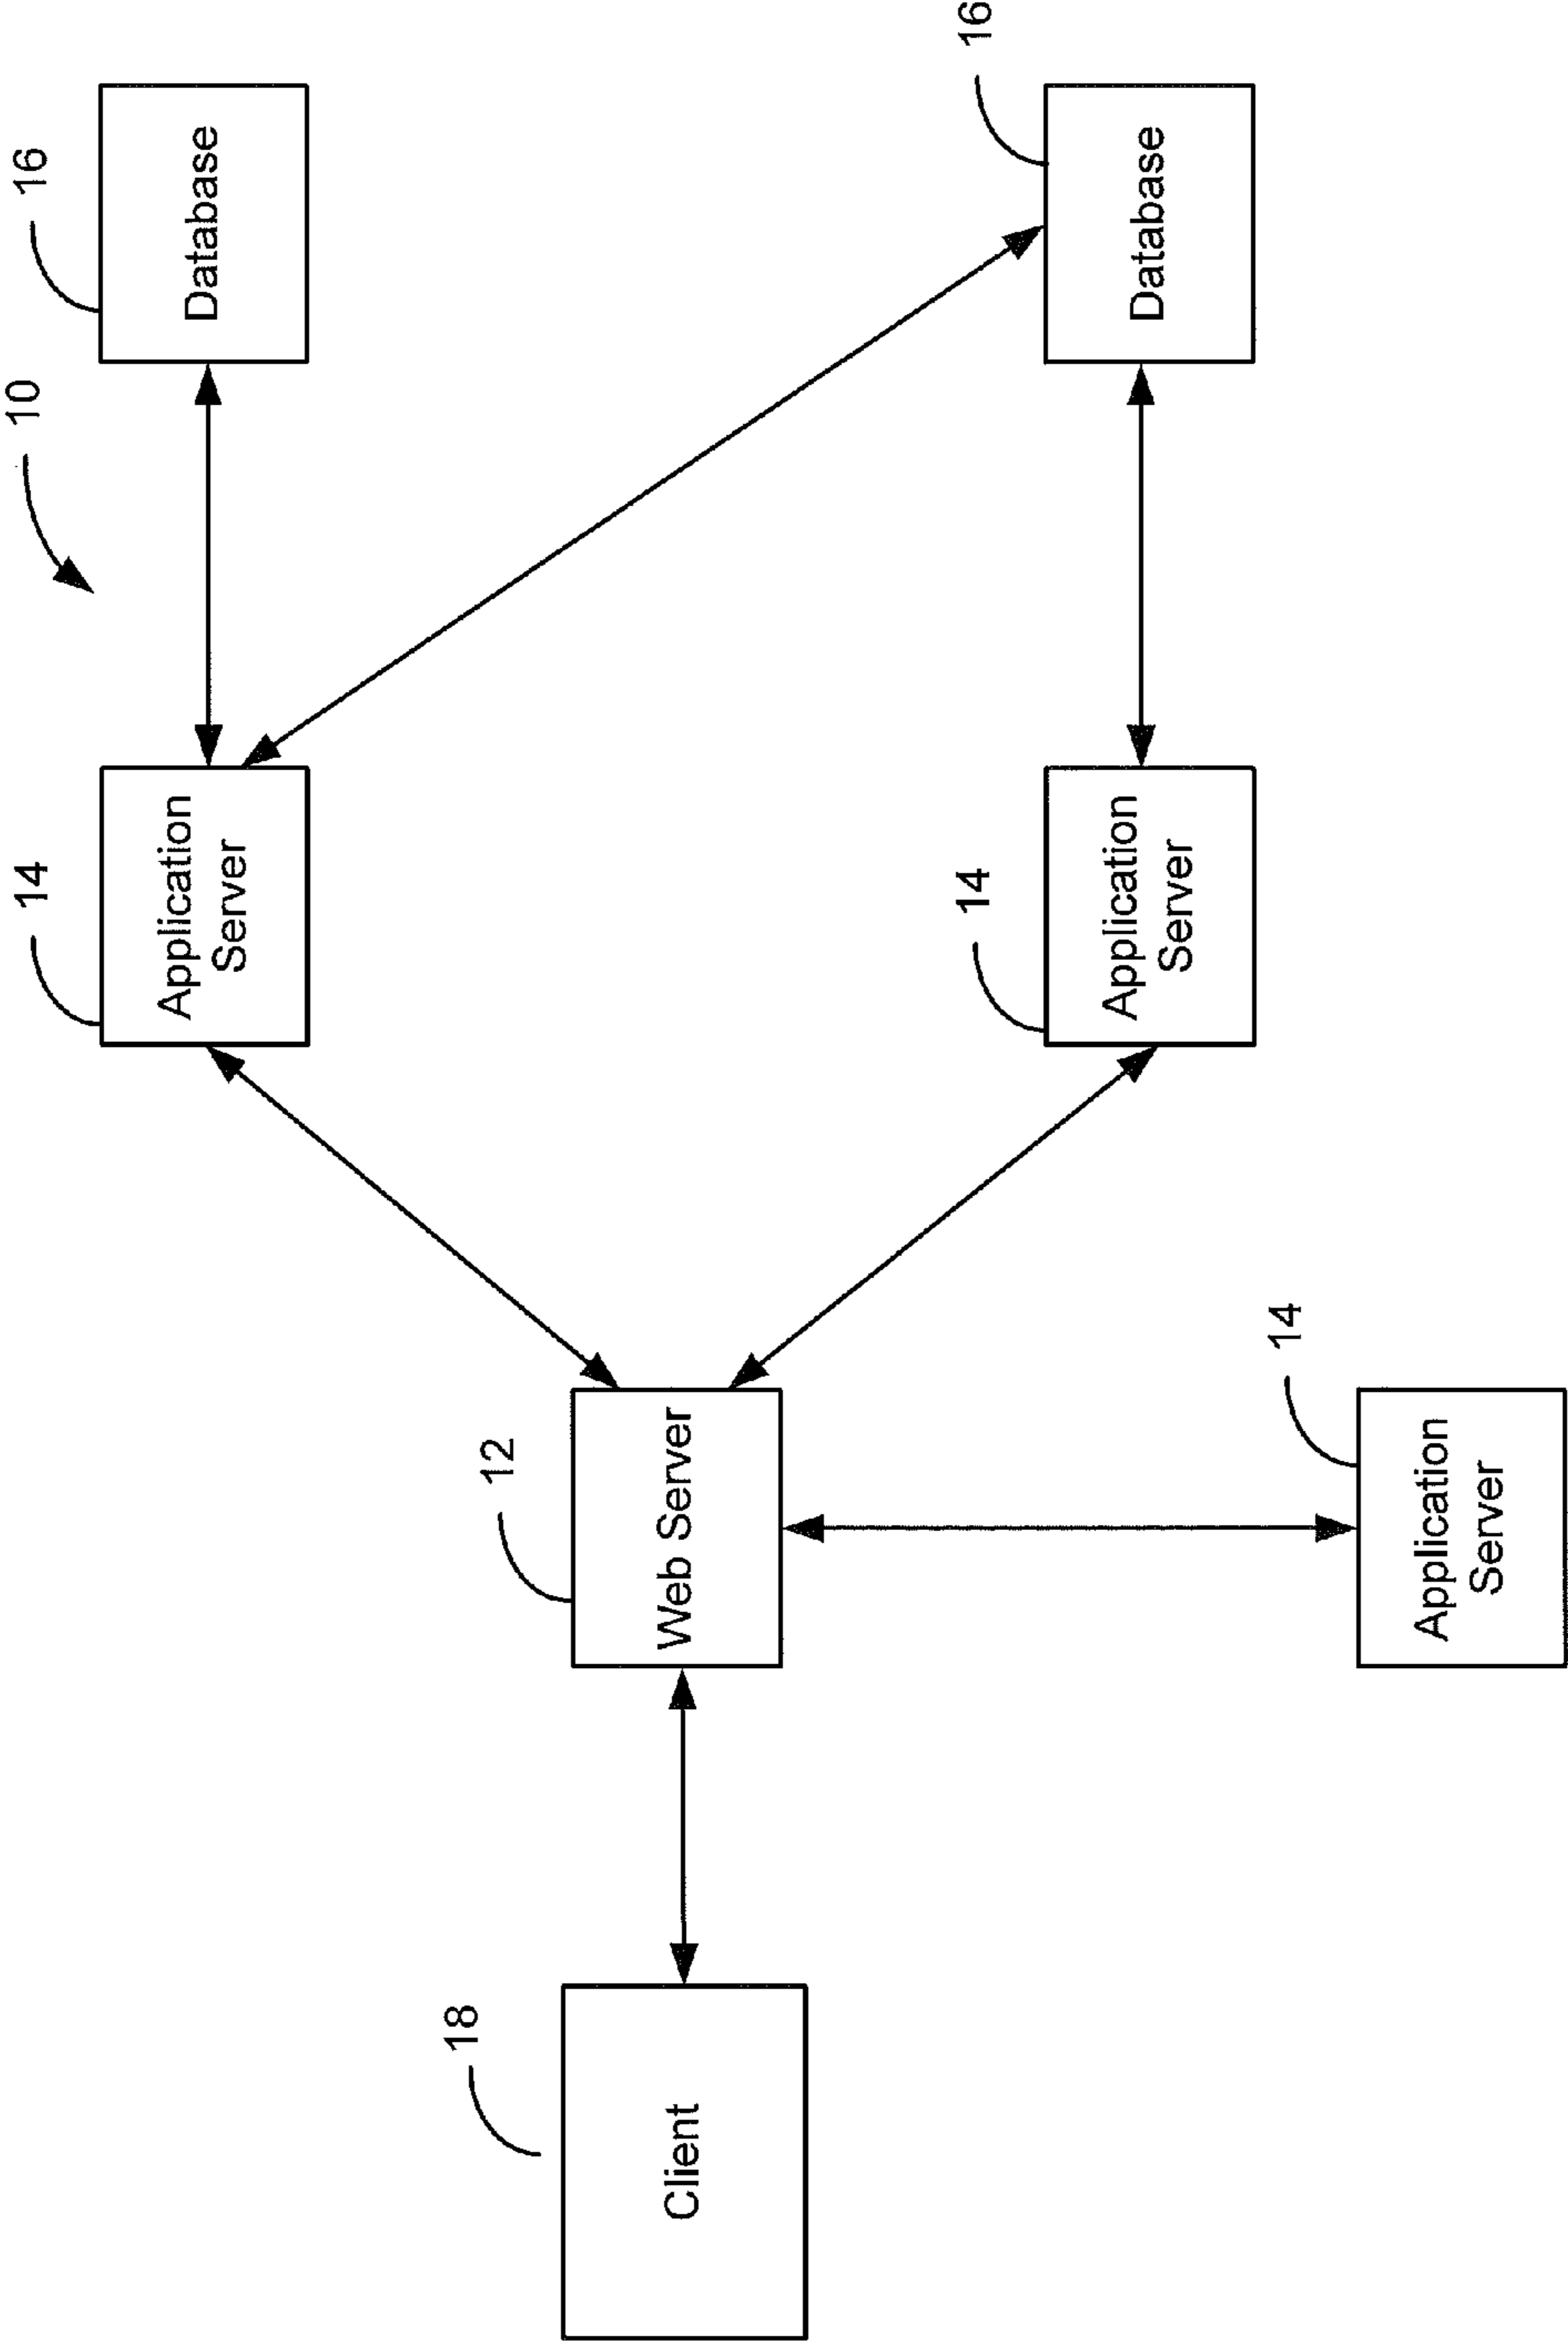 14
10
16
Application
Server
Database
18
12
Client
Web Server
14
16
Application
Server
Database
14
Application
Server